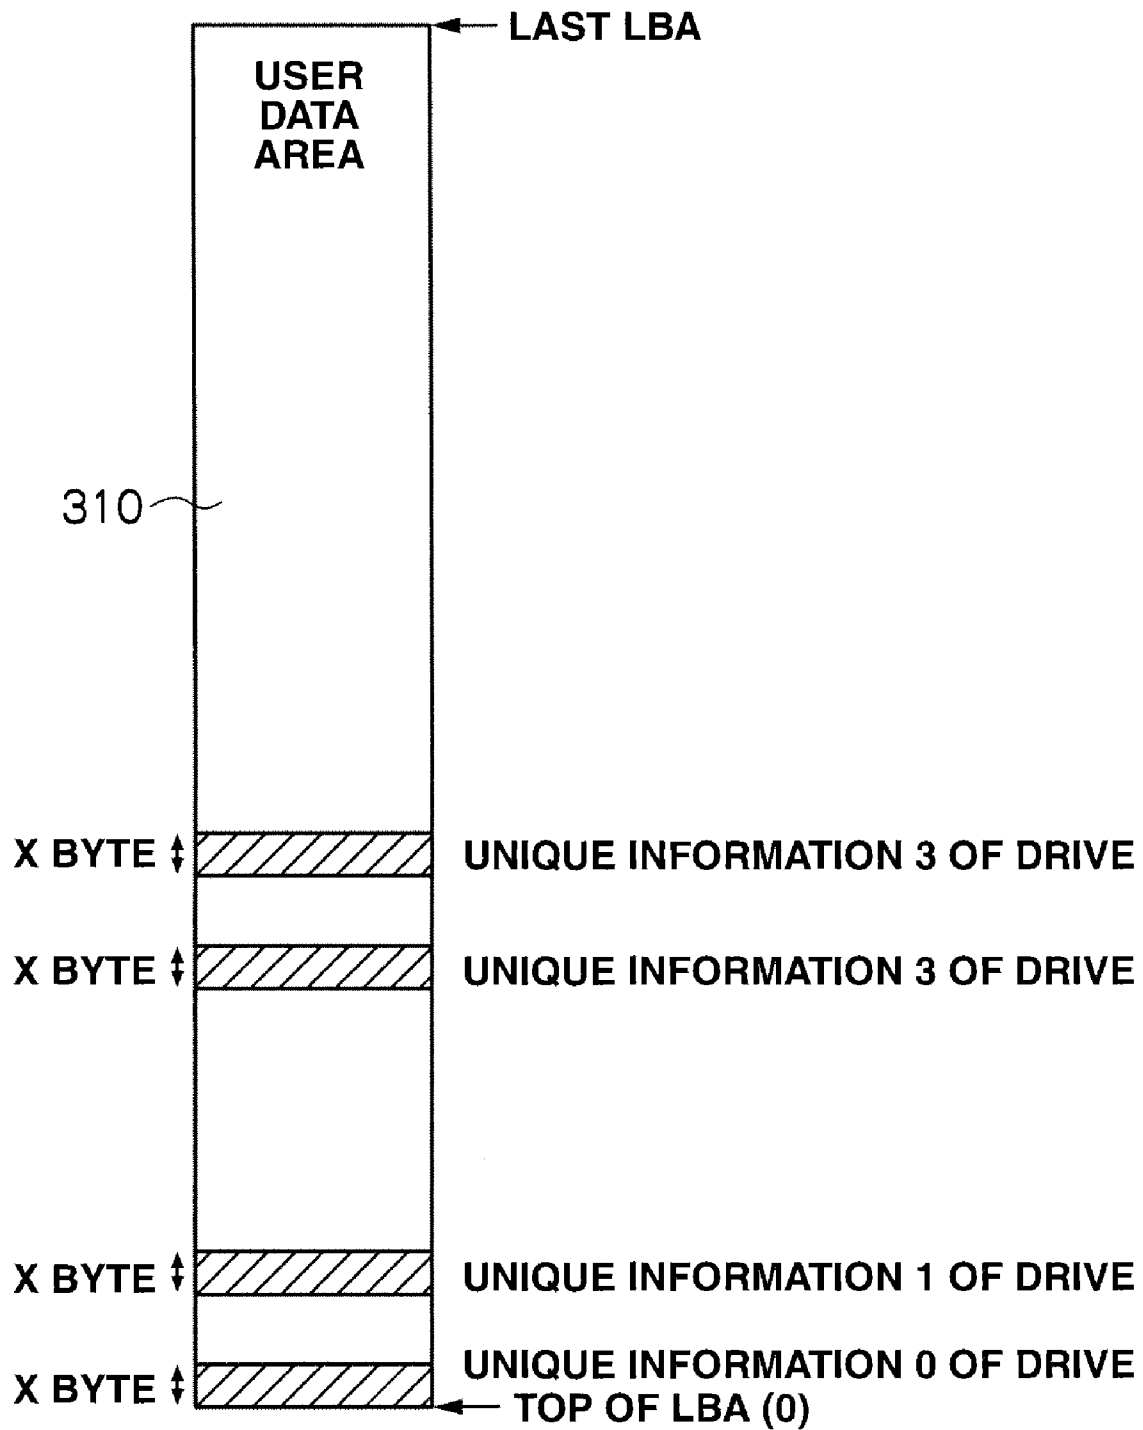 LAST LBA
USER
DATA
AREA
310
X BYTE UNIQUE INFORMATION 3 OF DRIVE
X BYTE UNIQUE INFORMATION 3 OF DRIVE
X BYTE UNIQUE INFORMATION 1 OF DRIVE
UNIQUE INFORMATION 0 OF DRIVE
X BYTE
TOP OF LBA (0)